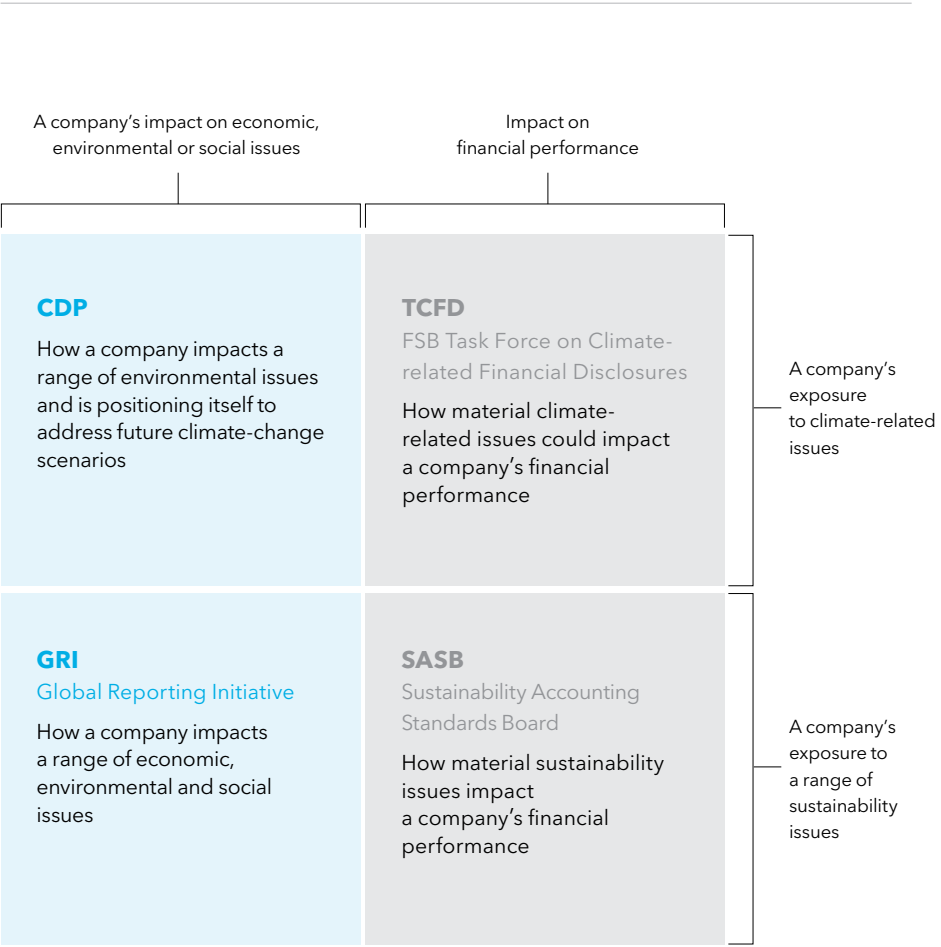 A company’s impact on economic,
environmental or social issues
Impact on
financial performance
CDP
How a company impacts a
range of environmental issues
and is positioning itself to
address future climate-change
scenarios
TCFD
FSB Task Force on Climate-
related Financial Disclosures
How material climate-
related issues could impact
a company’s financial
performance
A company’s
exposure
to climate-related
issues
GRI
Global Reporting Initiative
How a company impacts
a range of economic,
environmental and social
issues
SASB
Sustainability Accounting
Standards Board
How material sustainability
issues impact
a company’s financial
performance
A company’s
exposure to
a range of
sustainability
issues